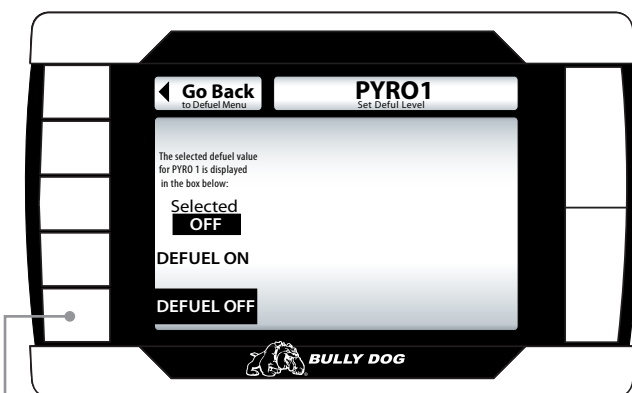 Go Back
to Defuel Menu
PYRO1
Set Deful Level
The selected defuel value
for PYRO 1 is displayed
in the box below:
Selected
OFF
DEFUEL ON
DEFUEL OFF
BULLY DOG